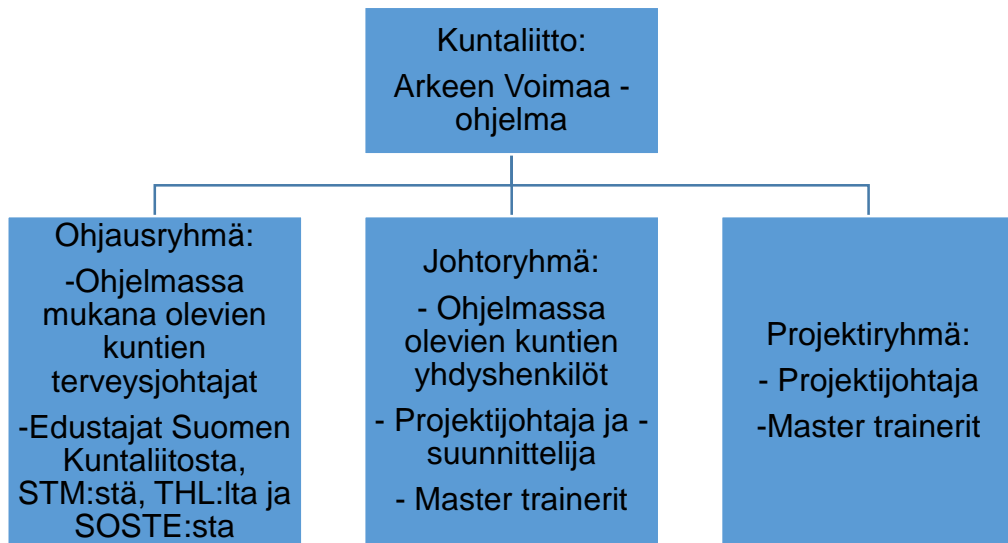 Kuntaliitto:
Arkeen Voimaa -
ohjelma
Ohjausryhmä:
-Ohjelmassa
mukana olevien
kuntien
terveysjohtajat
-Edustajat Suomen
Kuntaliitosta,
STM:stä, THL:lta ja
SOSTE:sta
Johtoryhmä:
- Ohjelmassa
olevien kuntien
yhdyshenkilöt
- Projektijohtaja ja -
suunnittelija
- Master trainerit
Projektiryhmä:
- Projektijohtaja
-Master trainerit